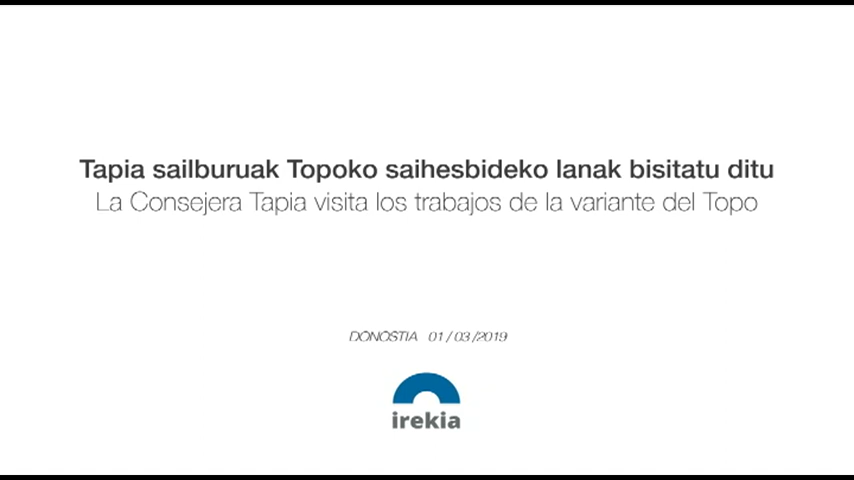 Tapia sailburuak Topoko saihesbideko lanak bisitatu ditu
La Consejera Tapia visita los trabajos de la variante del Topo
DONOSTIA 01/03/2019
irekia